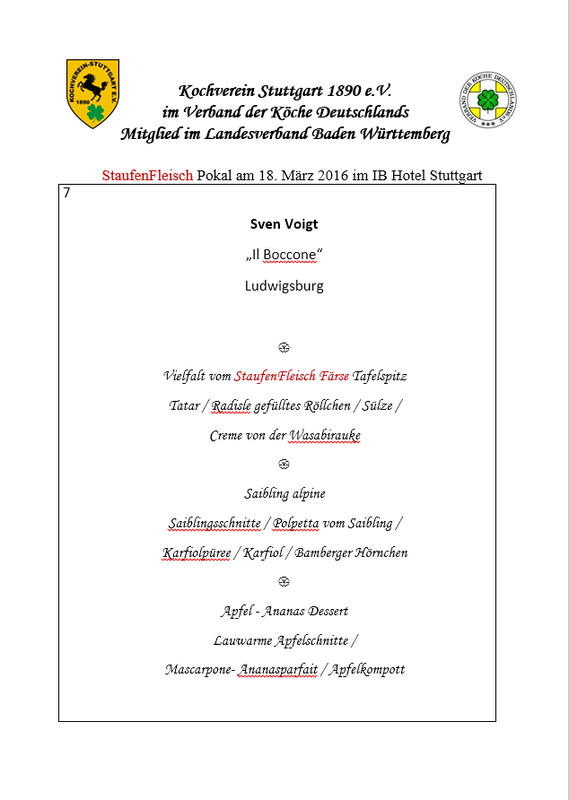 KOCHVEREIN-STUTTGART E.V.
1890
Kochverein Stuttgart 1890 e.V.
im Verband der Köche Deutschlands
Mitglied im Landesverband Baden Württemberg
VERBAND DER KÖCHE DEUTSCHLANDS E.V.
StaufenFleisch Pokal am 18. März 2016 im IB Hotel Stuttgart
7
Sven Voigt
„Il Boccone“
Ludwigsburg
Vielfalt vom StaufenFleisch Färse Tafelspitz
Tatar / Radisle gefülltes Röllchen / Sülze /
Creme von der Wasabirauke
Saibling alpine
Saiblingsschnitte / Polpetta vom Saibling /
Karfiolpüree / Karfiol / Bamberger Hörnchen
Apfel - Ananas Dessert
Lauwarme Apfelschnitte /
Mascarpone- Ananasparfait / Apfelkompott